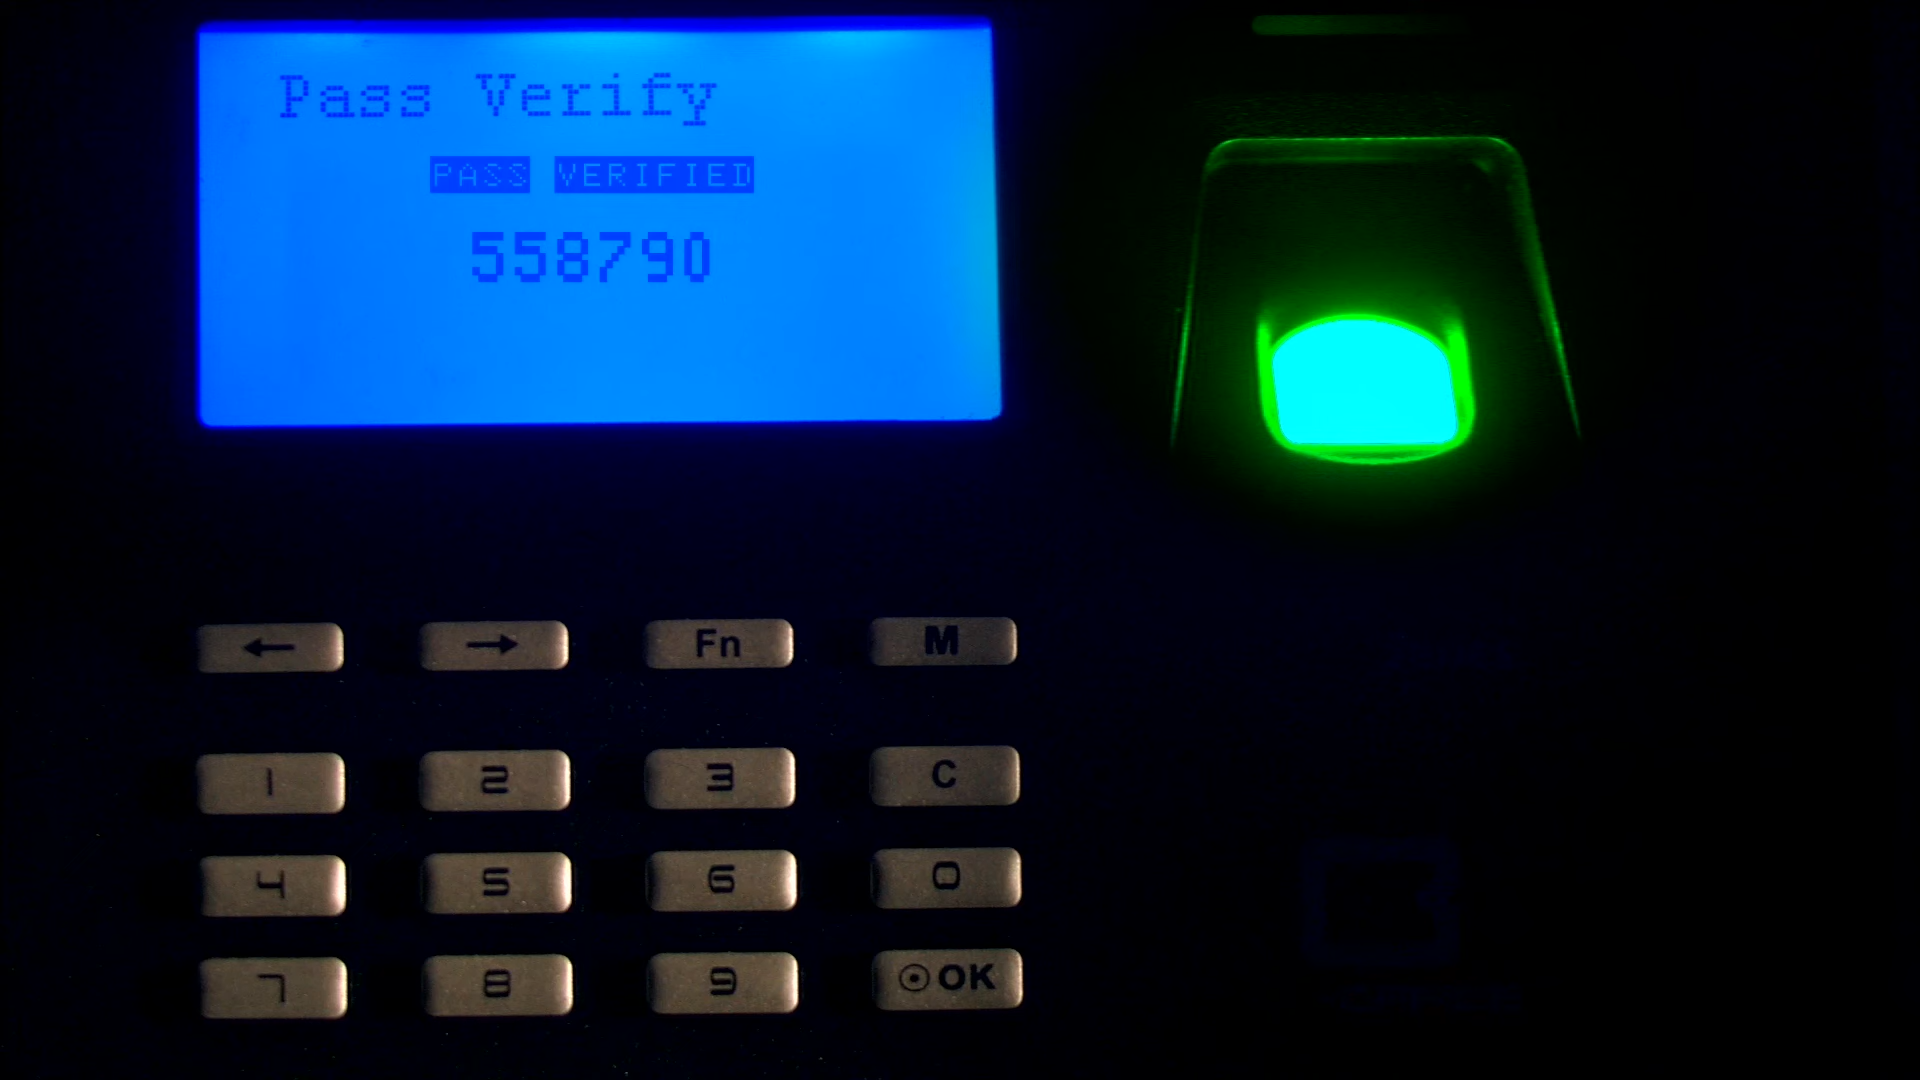 Pass Verify
PASS VERIFIED
558790
← → Fn M
1 2 3 C
4 5 6 0
7 8 9 OK